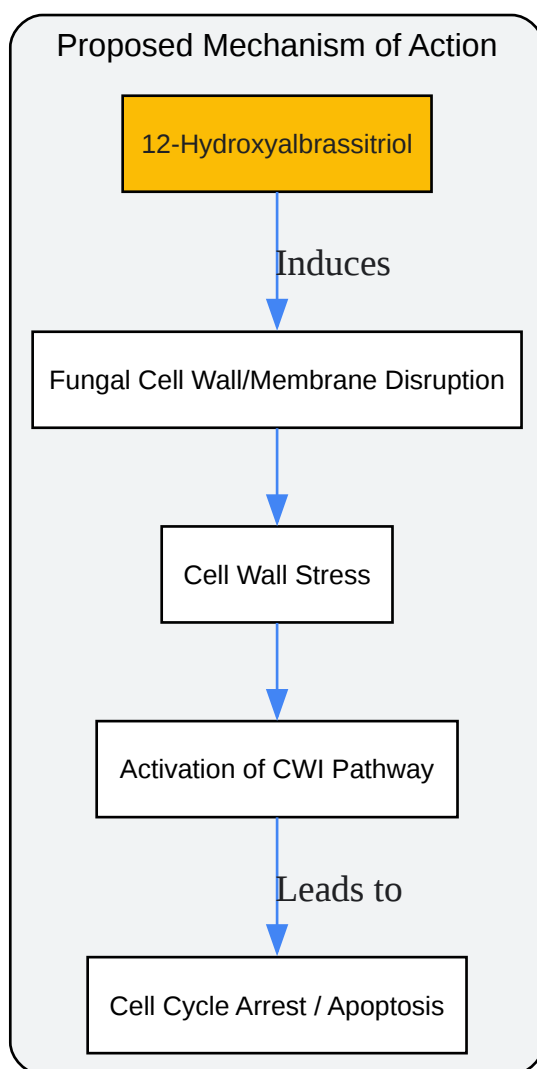 Proposed Mechanism of Action
12-Hydroxyalbrassitriol
Induces
Fungal Cell Wall/Membrane Disruption
Cell Wall Stress
Activation of CWI Pathway
Leads to
Cell Cycle Arrest / Apoptosis